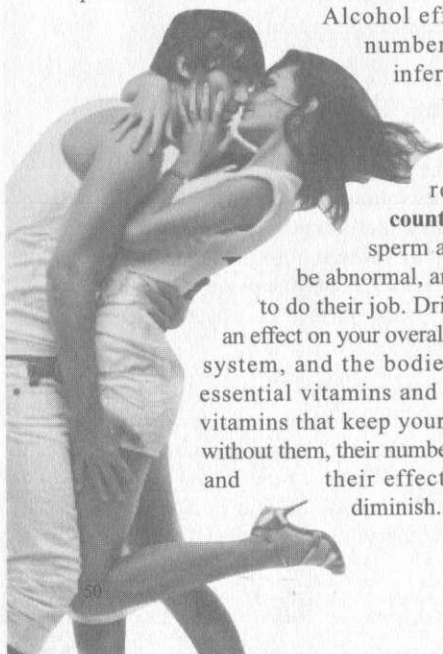 Alcohol eff
number
infer
re
count
sperm a
be abnormal, an
to do their job. Dri
an effect on your overal
system, and the bodie
essential vitamins and
vitamins that keep your
without them, their numbe
and their effect
diminish.
50